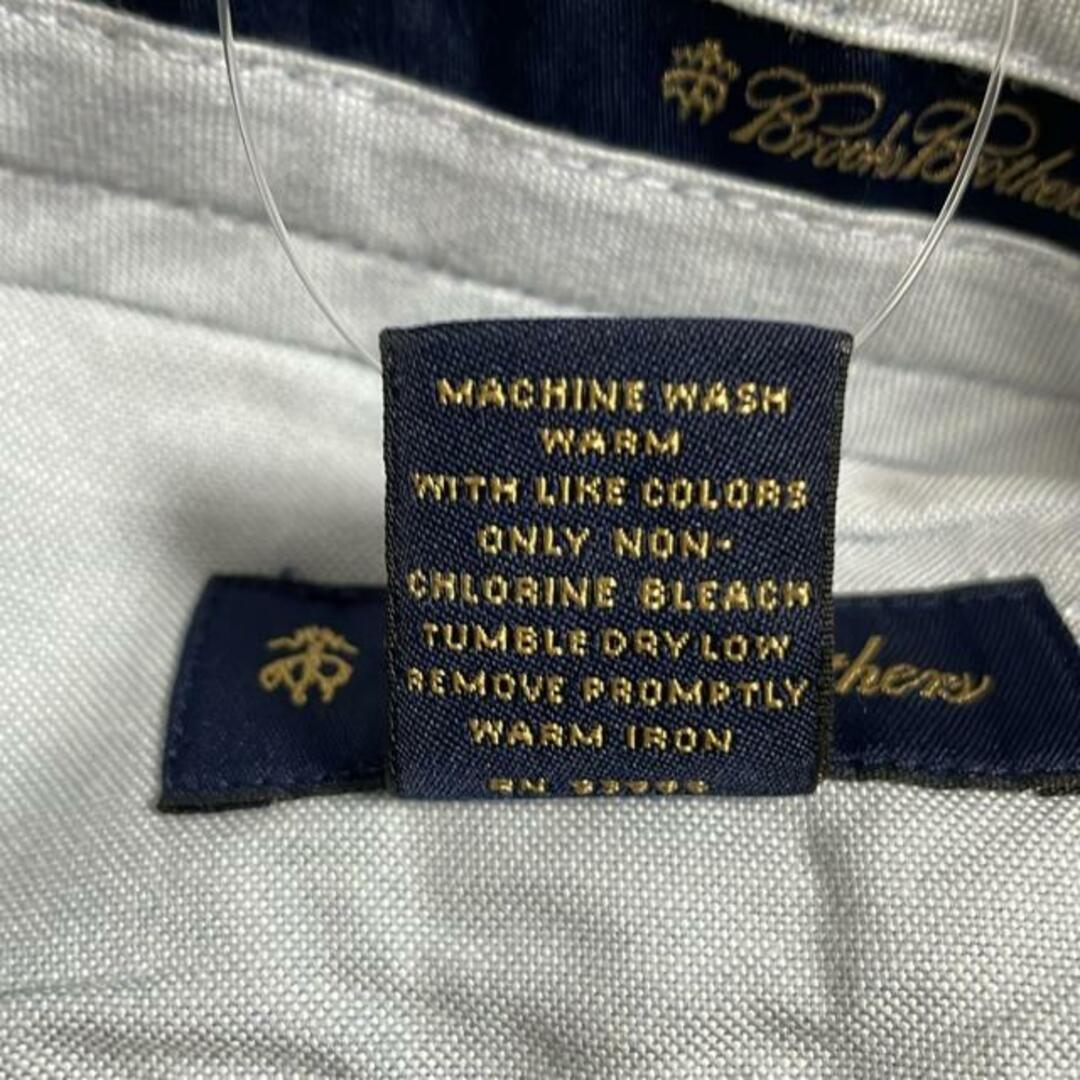 Brooks Brothers
MACHINE WASH
WARM
WITH LIKE COLORS
ONLY NON-
CHLORINE BLEACH
TUMBLE DRY LOW
REMOVE PROMPTLY
WARM IRON
thers